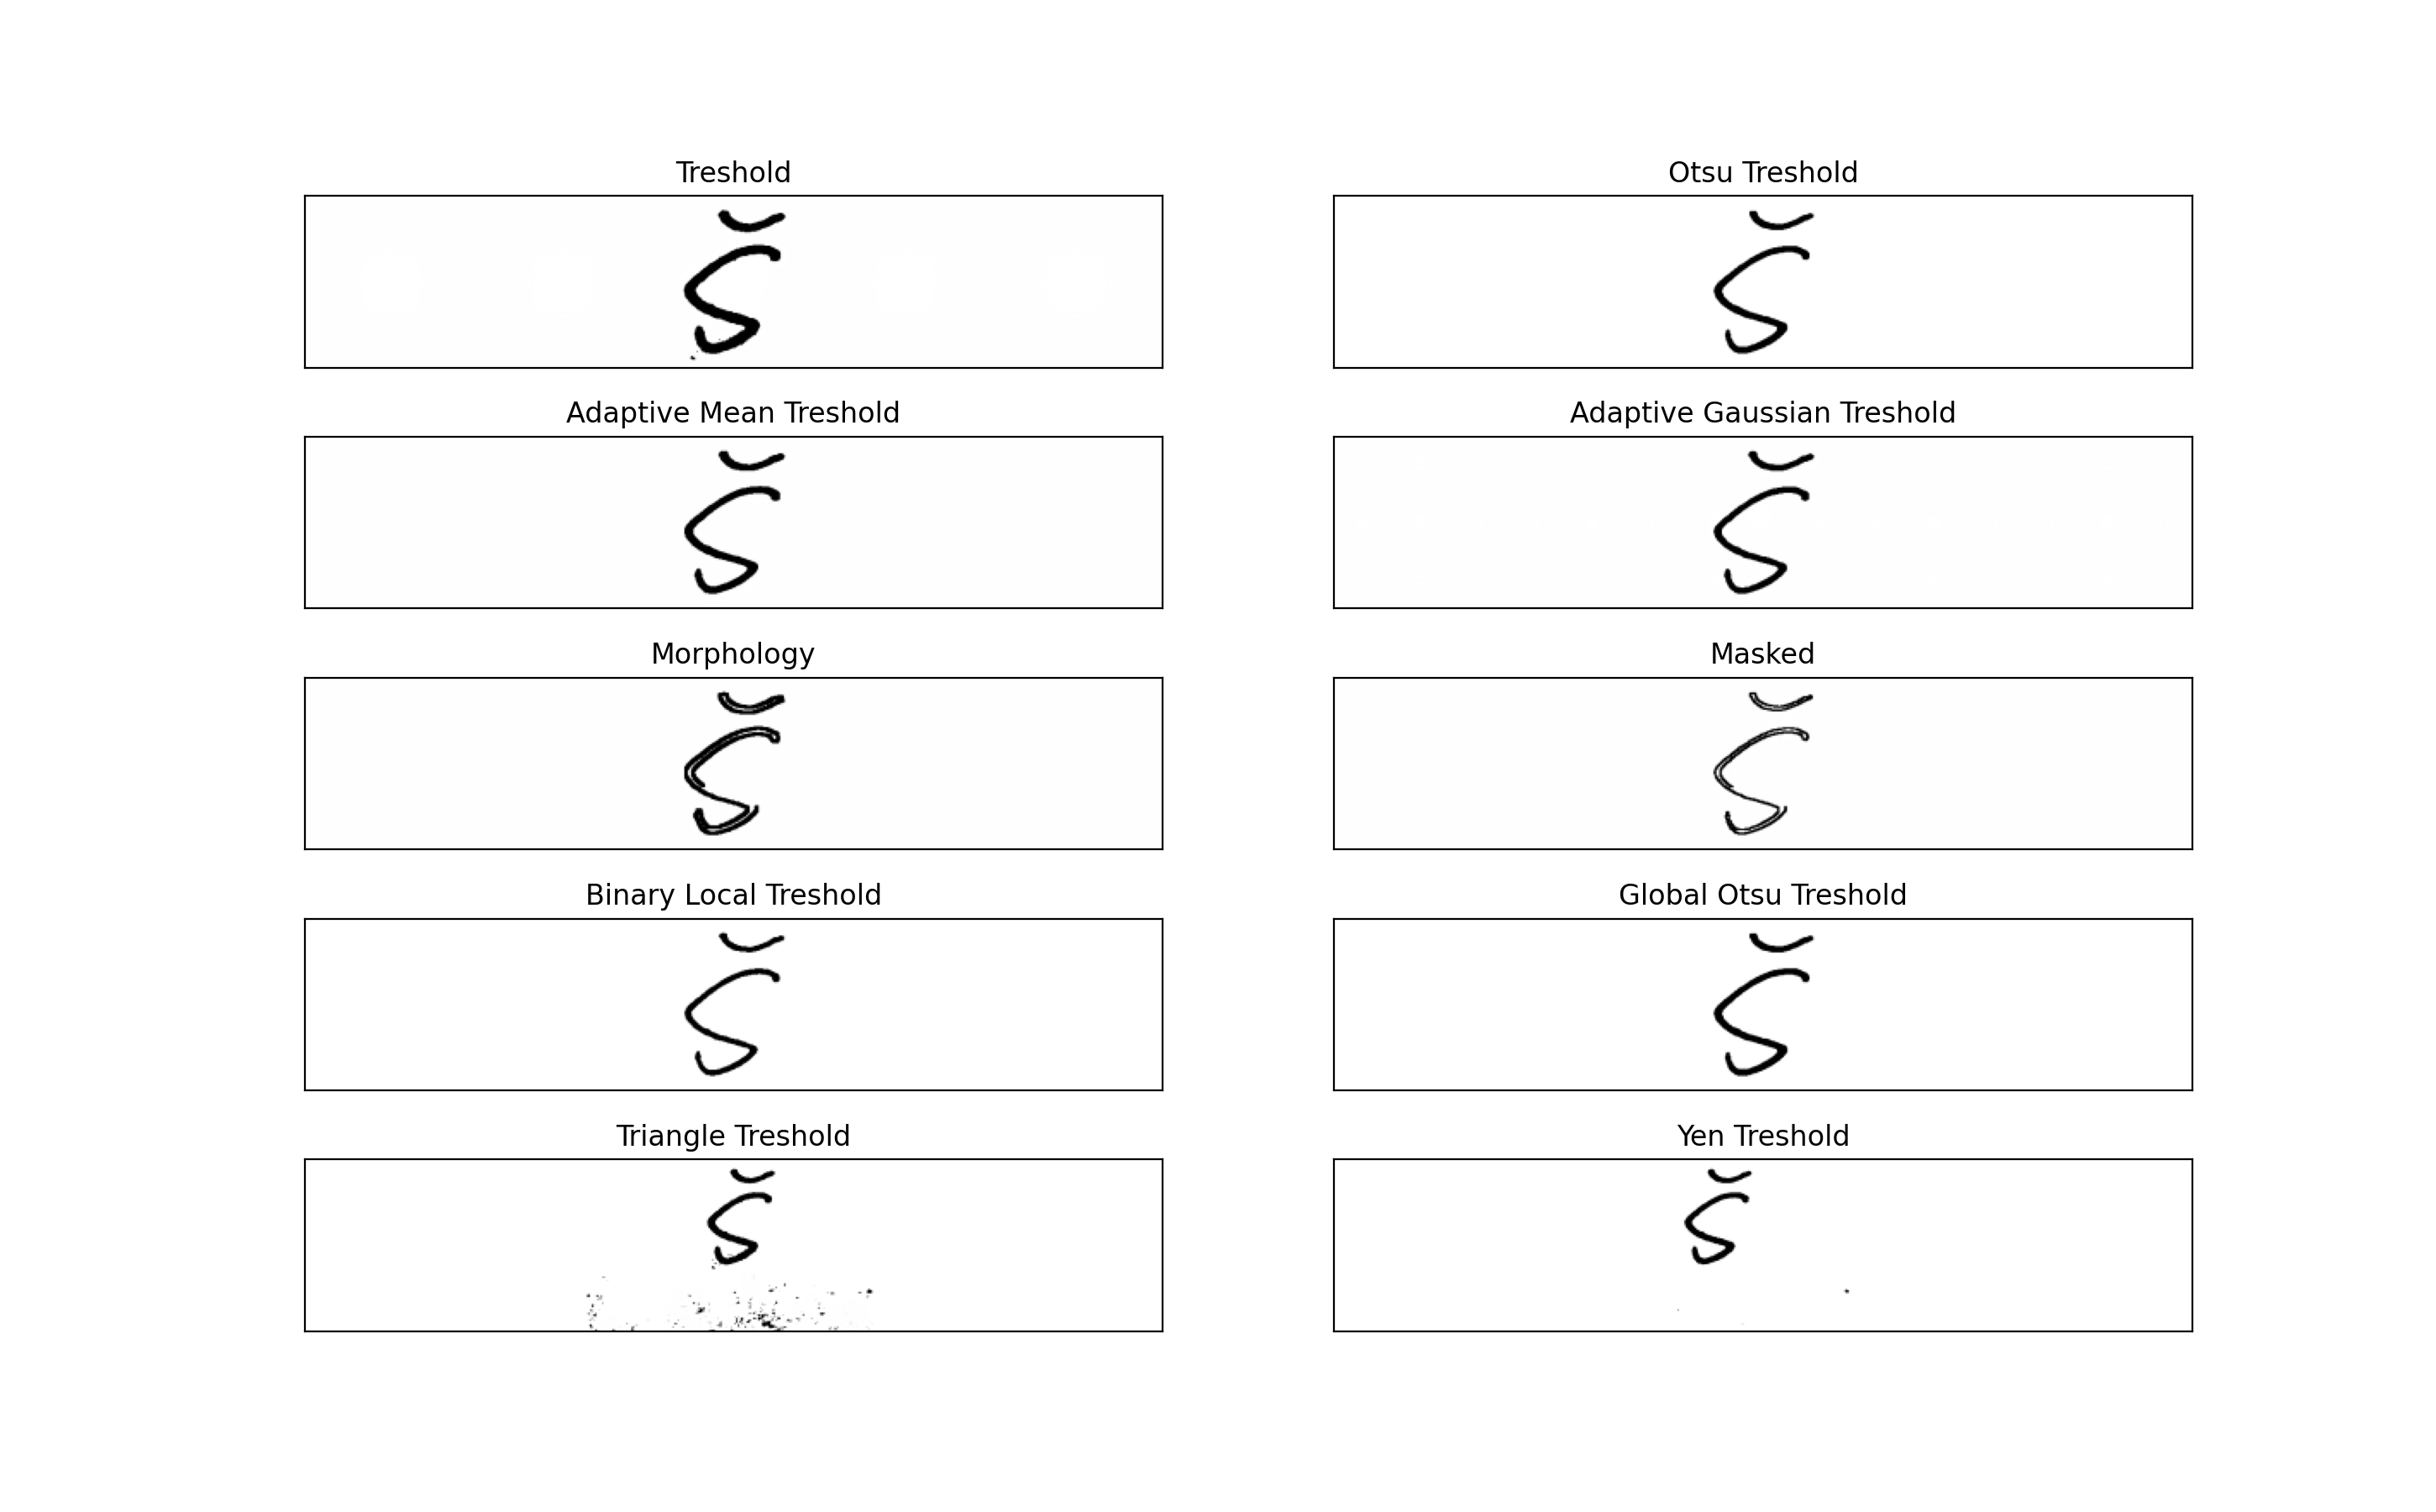 Treshold
Otsu Treshold
š
š
Adaptive Mean Treshold
Adaptive Gaussian Treshold
š
š
Morphology
Masked
š
š
Binary Local Treshold
Global Otsu Treshold
š
š
Triangle Treshold
Yen Treshold
š
š